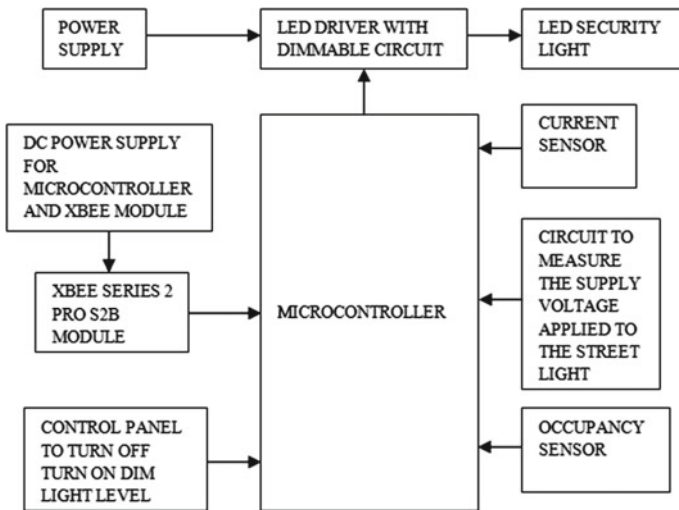 POWER
SUPPLY
LED DRIVER WITH
DIMMABLE CIRCUIT
LED SECURITY
LIGHT
DC POWER SUPPLY
FOR
MICROCONTROLLER
AND XBEE MODULE
XBEE SERIES 2
PRO S2B
MODULE
CONTROL PANEL
TO TURN OFF
TURN ON DIM
LIGHT LEVEL
MICROCONTROLLER
CURRENT
SENSOR
CIRCUIT TO
MEASURE
THE SUPPLY
VOLTAGE
APPLIED TO
THE STREET
LIGHT
OCCUPANCY
SENSOR